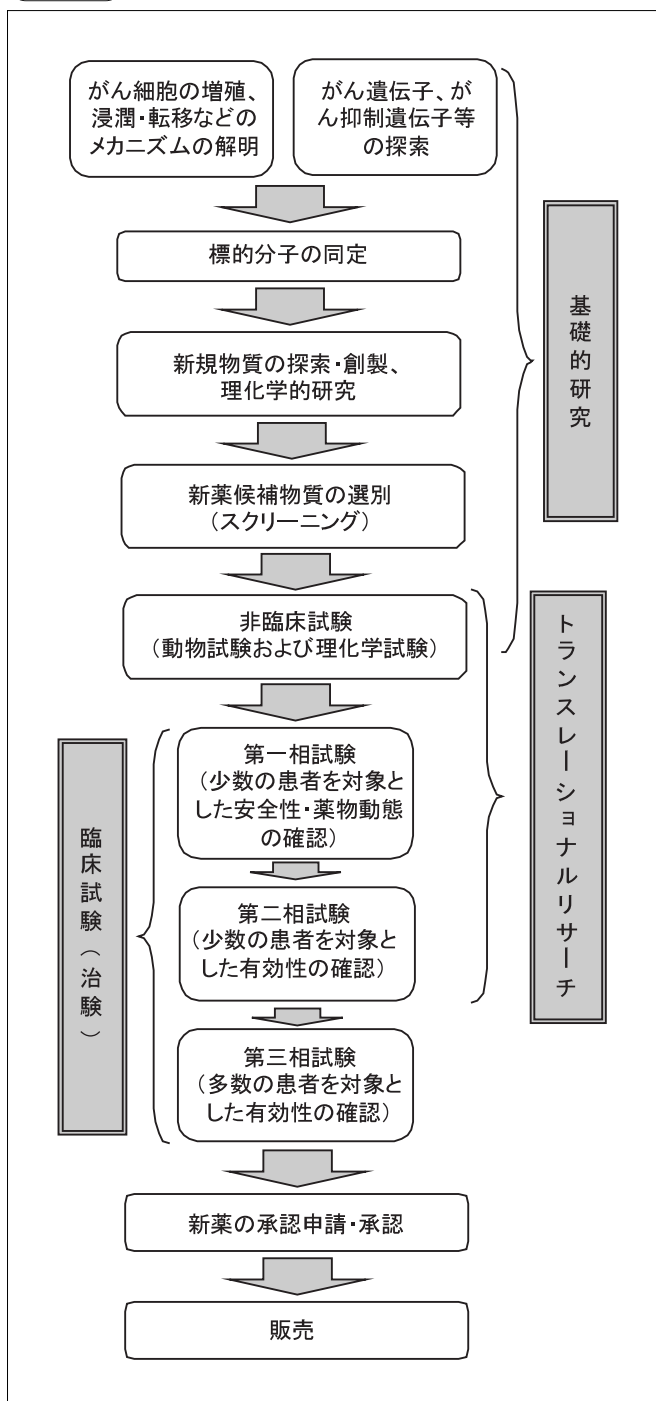 がん細胞の増殖、
浸潤・転移などの
メカニズムの解明
がん遺伝子、が
ん抑制遺伝子等
の探索
標的分子の同定
新規物質の探索・創製、
理化学的研究
新薬候補物質の選別
（スクリーニング）
基礎的研究
非臨床試験
（動物試験および理化学試験）
トランスレーショナルリサーチ
第一相試験
（少数の患者を対象と
した安全性・薬物動態
の確認）
第二相試験
（少数の患者を対象と
した有効性の確認）
第三相試験
（多数の患者を対象と
した有効性の確認）
臨床試験（治験）
新薬の承認申請・承認
販売